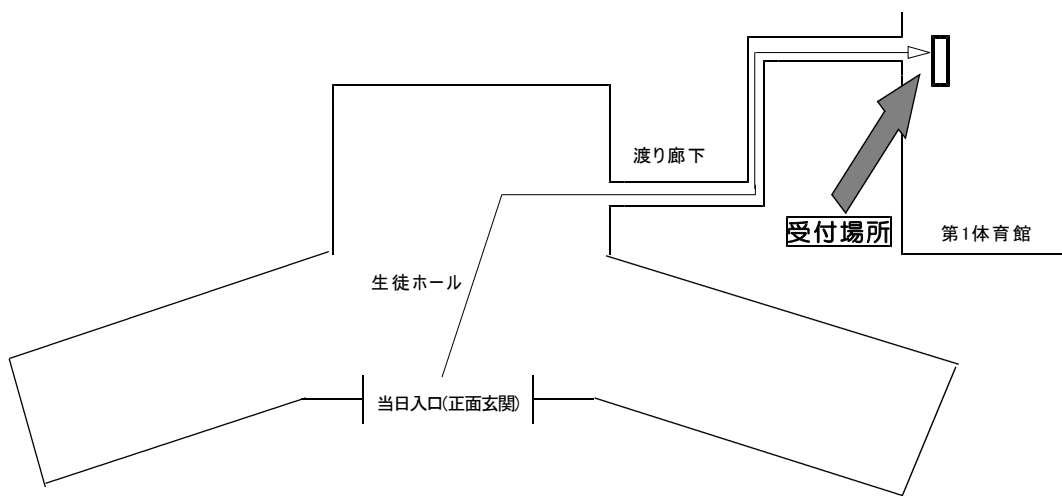 渡り廊下
受付場所
第1体育館
生徒ホール
当日入口(正面玄関)